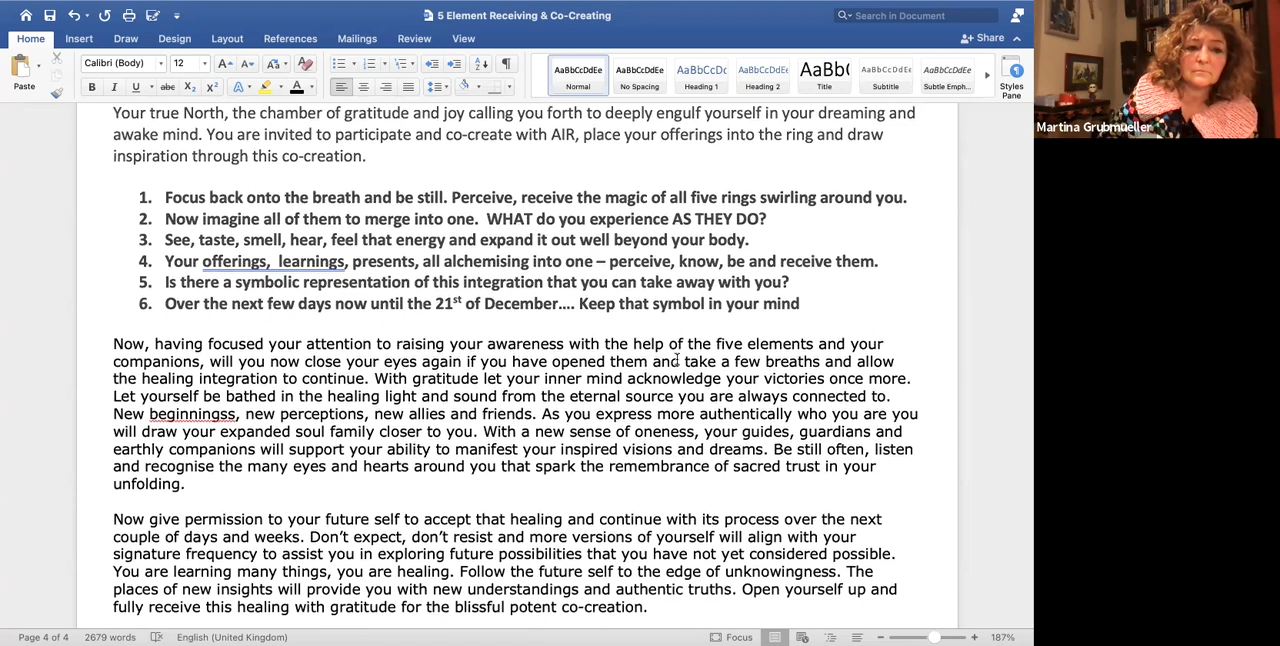 5 Element Receiving & Co-Creating
Search in Document
Home Insert Draw Design Layout References Mailings Review View
Share
Paste
Calibri (Body) 12
AaBbCcDdEe AaBbCcDdEe AaBbCcDc AaBbCcDdEe AaBb( AaBbCcDdEe AaBbCcDdEe
Normal No Spacing Heading 1 Heading 2 Title Subtitle Subtle Emph...
Styles
Pane
Martina Grubmueller
Your true North, the chamber of gratitude and joy calling you forth to deeply engulf yourself in your dreaming and
awake mind. You are invited to participate and co-create with AIR, place your offerings into the ring and draw
inspiration through this co-creation.
1. Focus back onto the breath and be still. Perceive, receive the magic of all five rings swirling around you.
2. Now imagine all of them to merge into one.  WHAT do you experience AS THEY DO?
3. See, taste, smell, hear, feel that energy and expand it out well beyond your body.
4. Your offerings,  learnings, presents, all alchemising into one – perceive, know, be and receive them.
5. Is there a symbolic representation of this integration that you can take away with you?
6. Over the next few days now until the 21st of December…. Keep that symbol in your mind
Now, having focused your attention to raising your awareness with the help of the five elements and your
companions, will you now close your eyes again if you have opened them and take a few breaths and allow
the healing integration to continue. With gratitude let your inner mind acknowledge your victories once more.
Let yourself be bathed in the healing light and sound from the eternal source you are always connected to.
New beginningss, new perceptions, new allies and friends. As you express more authentically who you are you
will draw your expanded soul family closer to you. With a new sense of oneness, your guides, guardians and
earthly companions will support your ability to manifest your inspired visions and dreams. Be still often, listen
and recognise the many eyes and hearts around you that spark the remembrance of sacred trust in your
unfolding.
Now give permission to your future self to accept that healing and continue with its process over the next
couple of days and weeks. Don’t expect, don’t resist and more versions of yourself will align with your
signature frequency to assist you in exploring future possibilities that you have not yet considered possible.
You are learning many things, you are healing. Follow the future self to the edge of unknowingness. The
places of new insights will provide you with new understandings and authentic truths. Open yourself up and
fully receive this healing with gratitude for the blissful potent co-creation.
Page 4 of 4 2679 words English (United Kingdom) Focus 187%